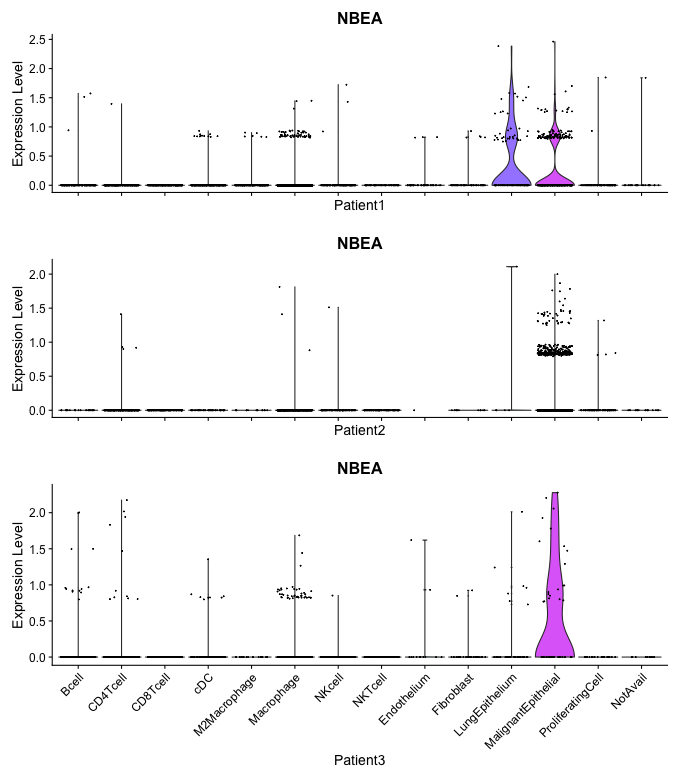 NBEA
Expression Level
2.5
2.0
1.5
1.0
0.5
0.0
Patient1
NBEA
Expression Level
2.0
1.5
1.0
0.5
0.0
Patient2
NBEA
Expression Level
2.0
1.5
1.0
0.5
0.0
Bcell
CD4Tcell
CD8Tcell
cDC
M2Macrophage
Macrophage
NKcell
NKTcell
Endothelium
Fibroblast
LungEpithelium
MalignantEpithelial
ProliferatingCell
NotAvail
Patient3